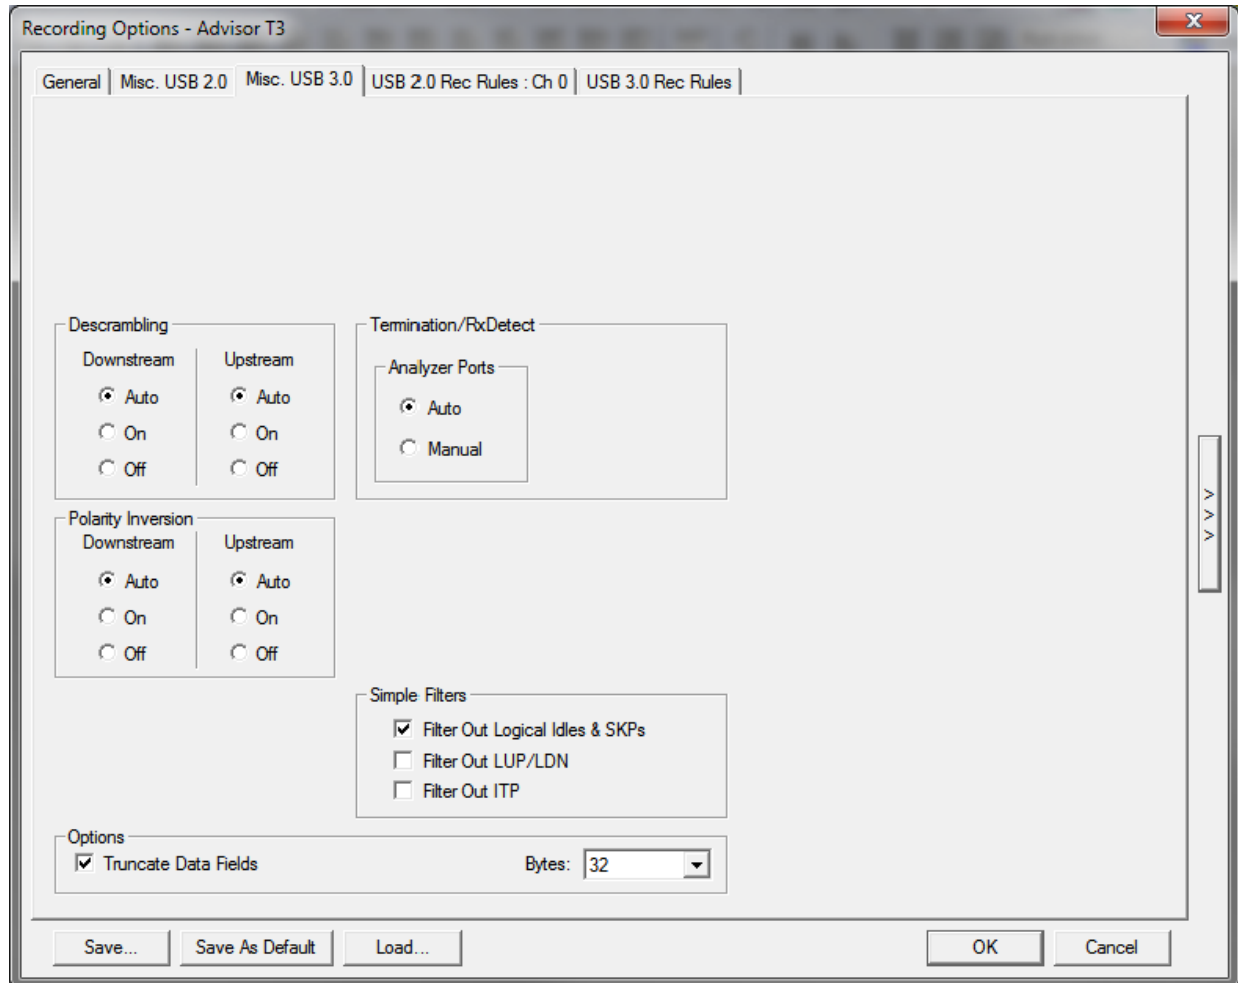 Recording Options - Advisor T3
General Misc. USB 2.0 Misc. USB 3.0 USB 2.0 Rec Rules : Ch 0 USB 3.0 Rec Rules
Descrambling
Downstream Upstream
Auto Auto
On On
Off Off
Termination/RxDetect
Analyzer Ports
Auto
Manual
Polarity Inversion
Downstream Upstream
Auto Auto
On On
Off Off
Simple Filters
Filter Out Logical Idles & SKPs
Filter Out LUP/LDN
Filter Out ITP
Options
Truncate Data Fields Bytes: 32
>
>
>
Save... Save As Default Load... OK Cancel